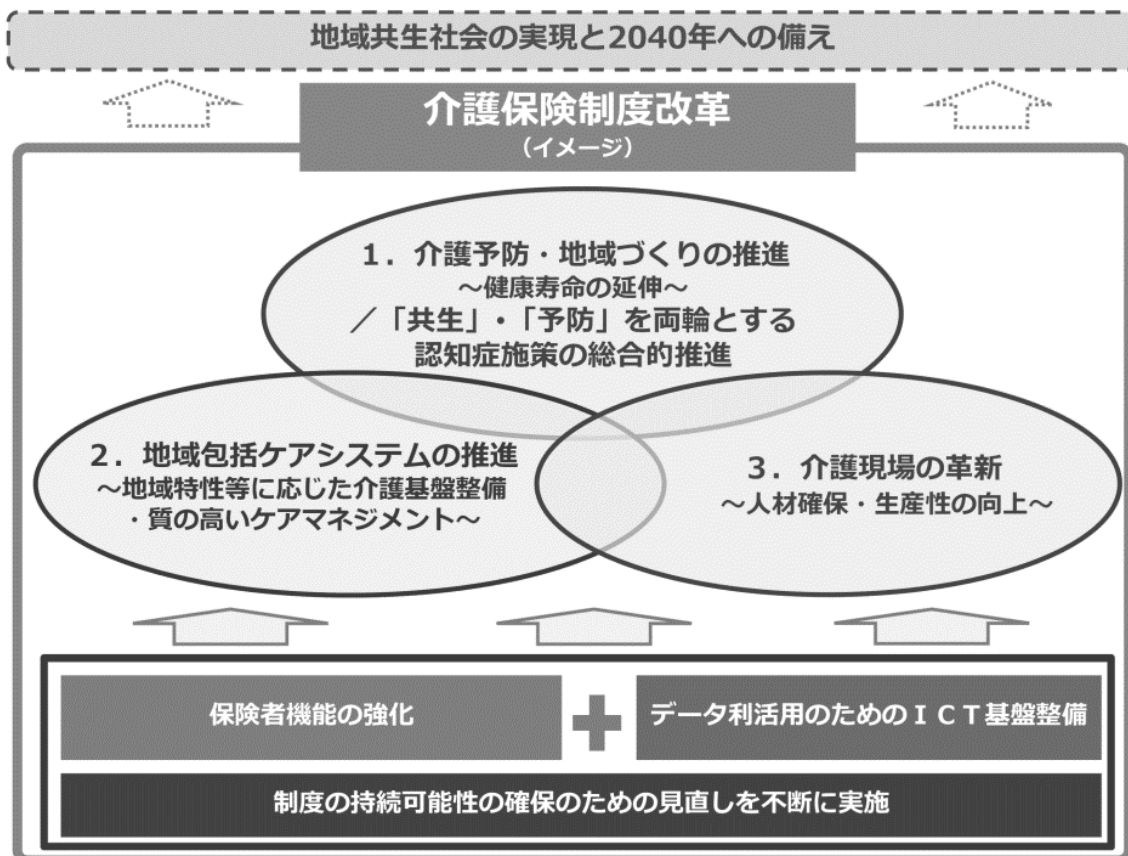 地域共生社会の実現と2040年への備え
介護保険制度改革
（イメージ）
1．介護予防・地域づくりの推進
～健康寿命の延伸～
／「共生」・「予防」を両輪とする
認知症施策の総合的推進
2．地域包括ケアシステムの推進
～地域特性等に応じた介護基盤整備
・質の高いケアマネジメント～
3．介護現場の革新
～人材確保・生産性の向上～
保険者機能の強化
データ利活用のためのＩＣＴ基盤整備
制度の持続可能性の確保のための見直しを不断に実施